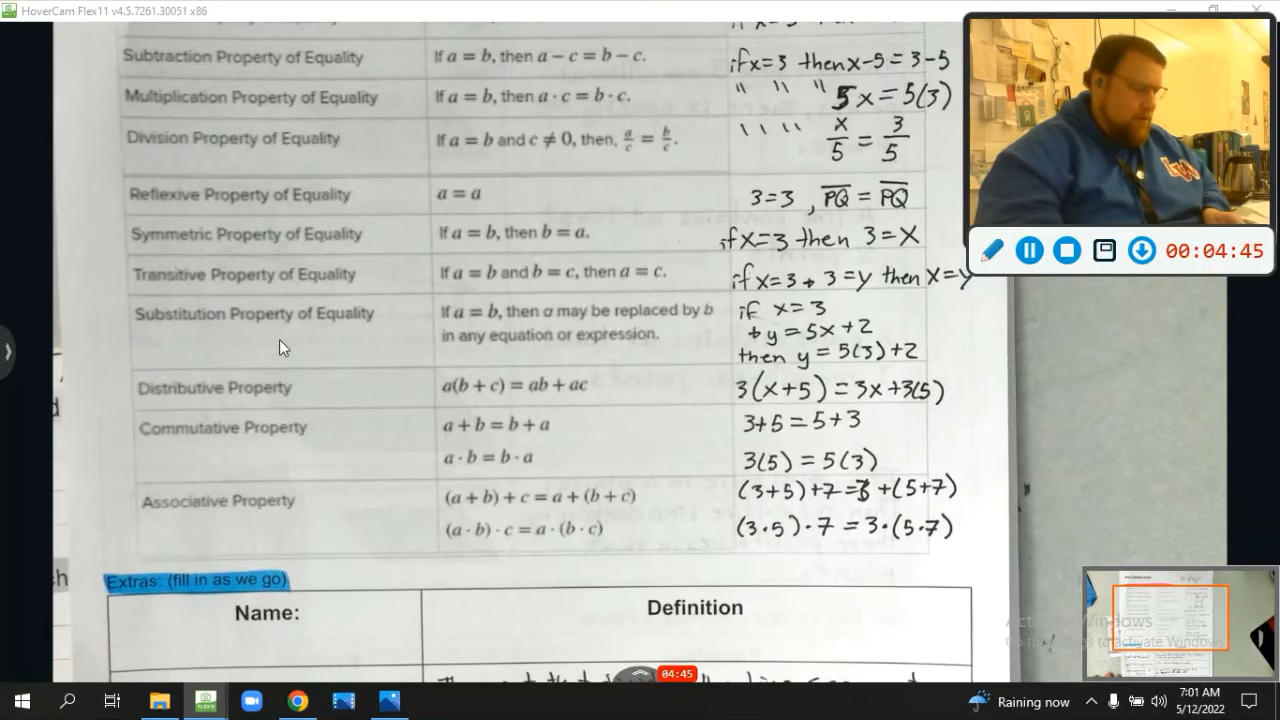 HoverCam Flex11 v4.5.7261.30051 x86
Subtraction Property of Equality If a = b, then a − c = b − c. if x=3 then x−5 = 3−5
Multiplication Property of Equality If a = b, then a · c = b · c. " " " 5x = 5(3)
Division Property of Equality If a = b and c ≠ 0, then, a/c = b/c. " " " x/5 = 3/5
Reflexive Property of Equality a = a 3=3, PQ = PQ
Symmetric Property of Equality If a = b, then b = a. if x=3 then 3=x
Transitive Property of Equality If a = b and b = c, then a = c. if x=3 + 3=y then x=y
Substitution Property of Equality If a = b, then a may be replaced by b if x=3
in any equation or expression. + y = 5x+2
then y = 5(3)+2
Distributive Property a(b + c) = ab + ac 3(x+5) = 3x+3(5)
Commutative Property a + b = b + a 3+5 = 5+3
a · b = b · a 3(5) = 5(3)
Associative Property (a + b) + c = a + (b + c) (3+5)+7=3+(5+7)
(a · b) · c = a · (b · c) (3·5)·7 = 3·(5·7)
Extras: (fill in as we go)
Name: Definition
00:04:45
04:45
Raining now
7:01 AM
5/12/2022